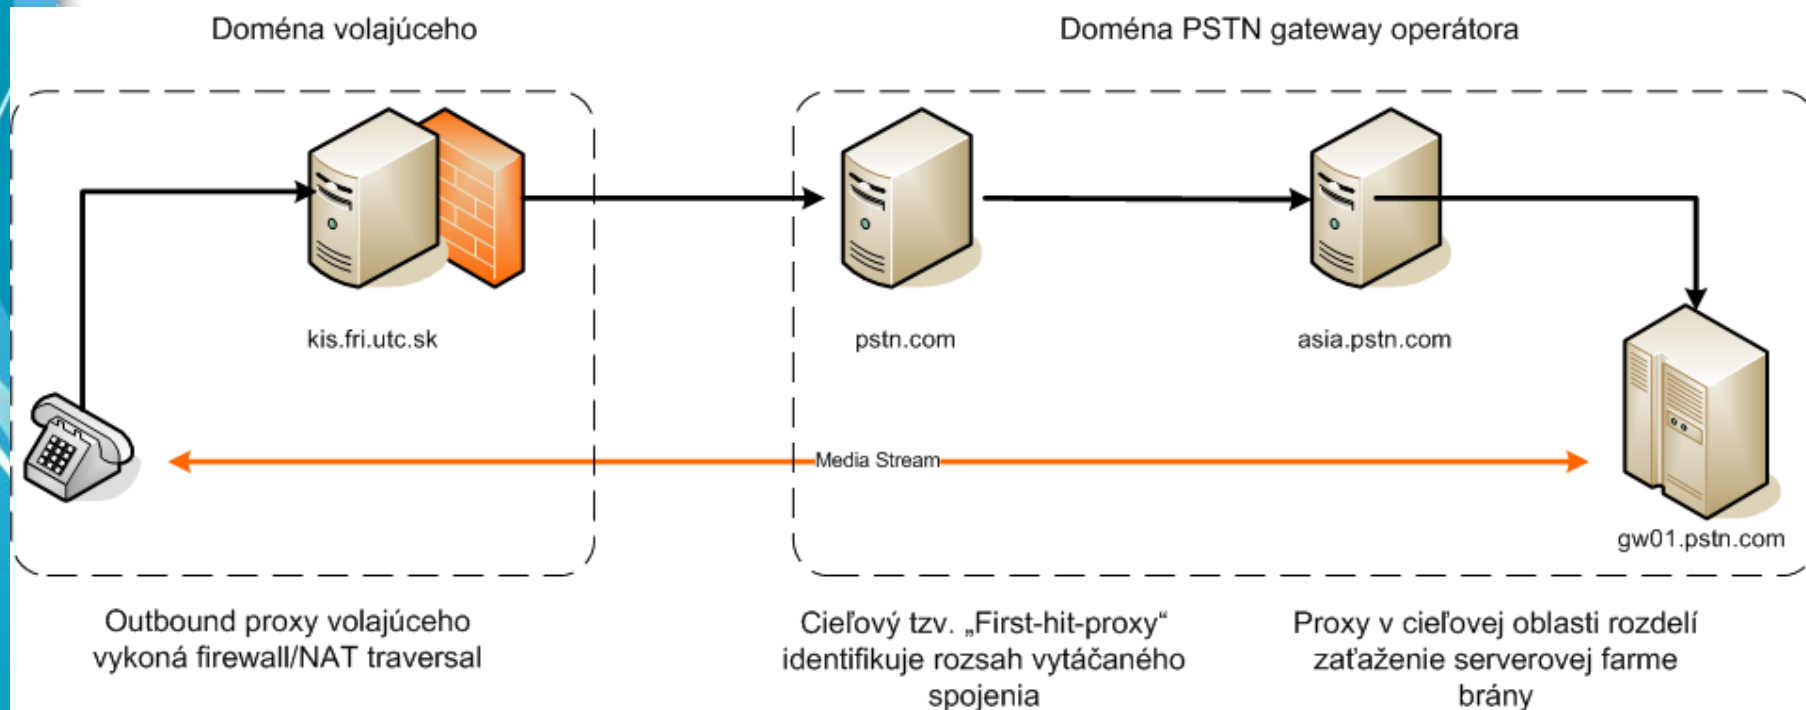 Doména volajúceho
Doména PSTN gateway operátora
kis.fri.utc.sk
pstn.com
asia.pstn.com
Media Stream
gw01.pstn.com
Outbound proxy volajúceho
vykoná firewall/NAT traversal
Cieľový tzv. „First-hit-proxy“
identifikuje rozsah vytáčaného
spojenia
Proxy v cieľovej oblasti rozdelí
zaťaženie serverovej farme
brány